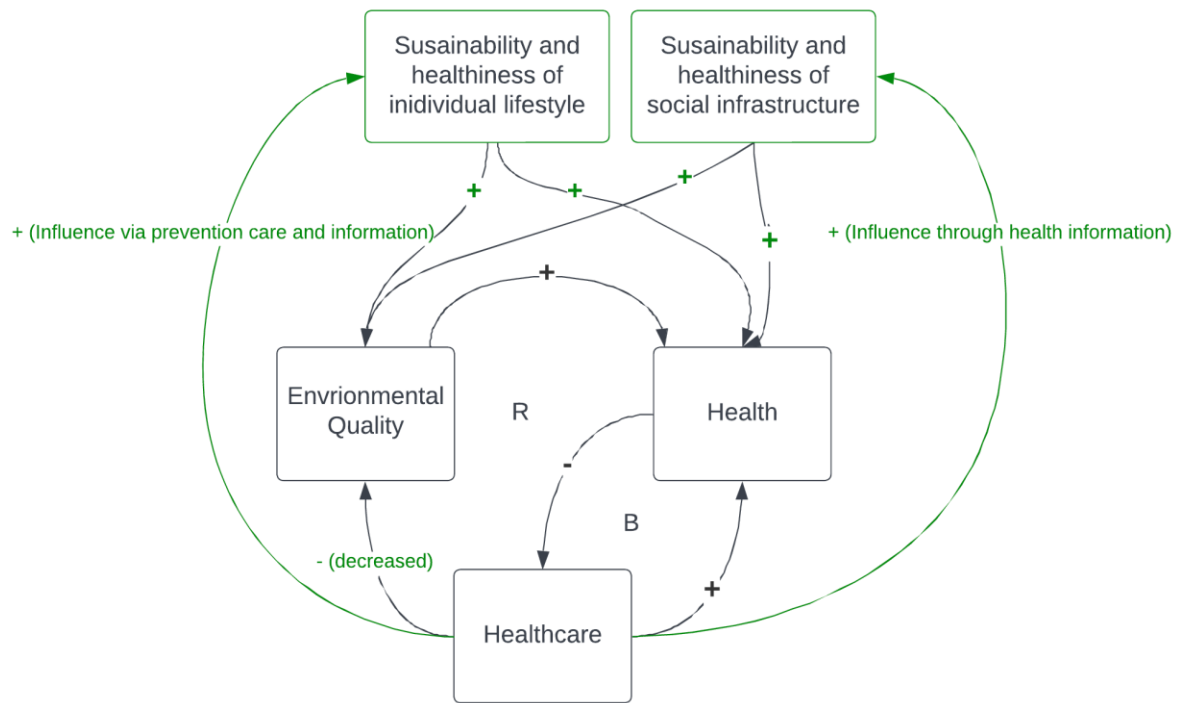 Susainability and
healthiness of
inidividual lifestyle
Susainability and
healthiness of
social infrastructure
+
+
+
+ (Influence via prevention care and information)
+ (Influence through health information)
+
+
Envrionmental
Quality
R
Health
-
B
- (decreased)
+
Healthcare